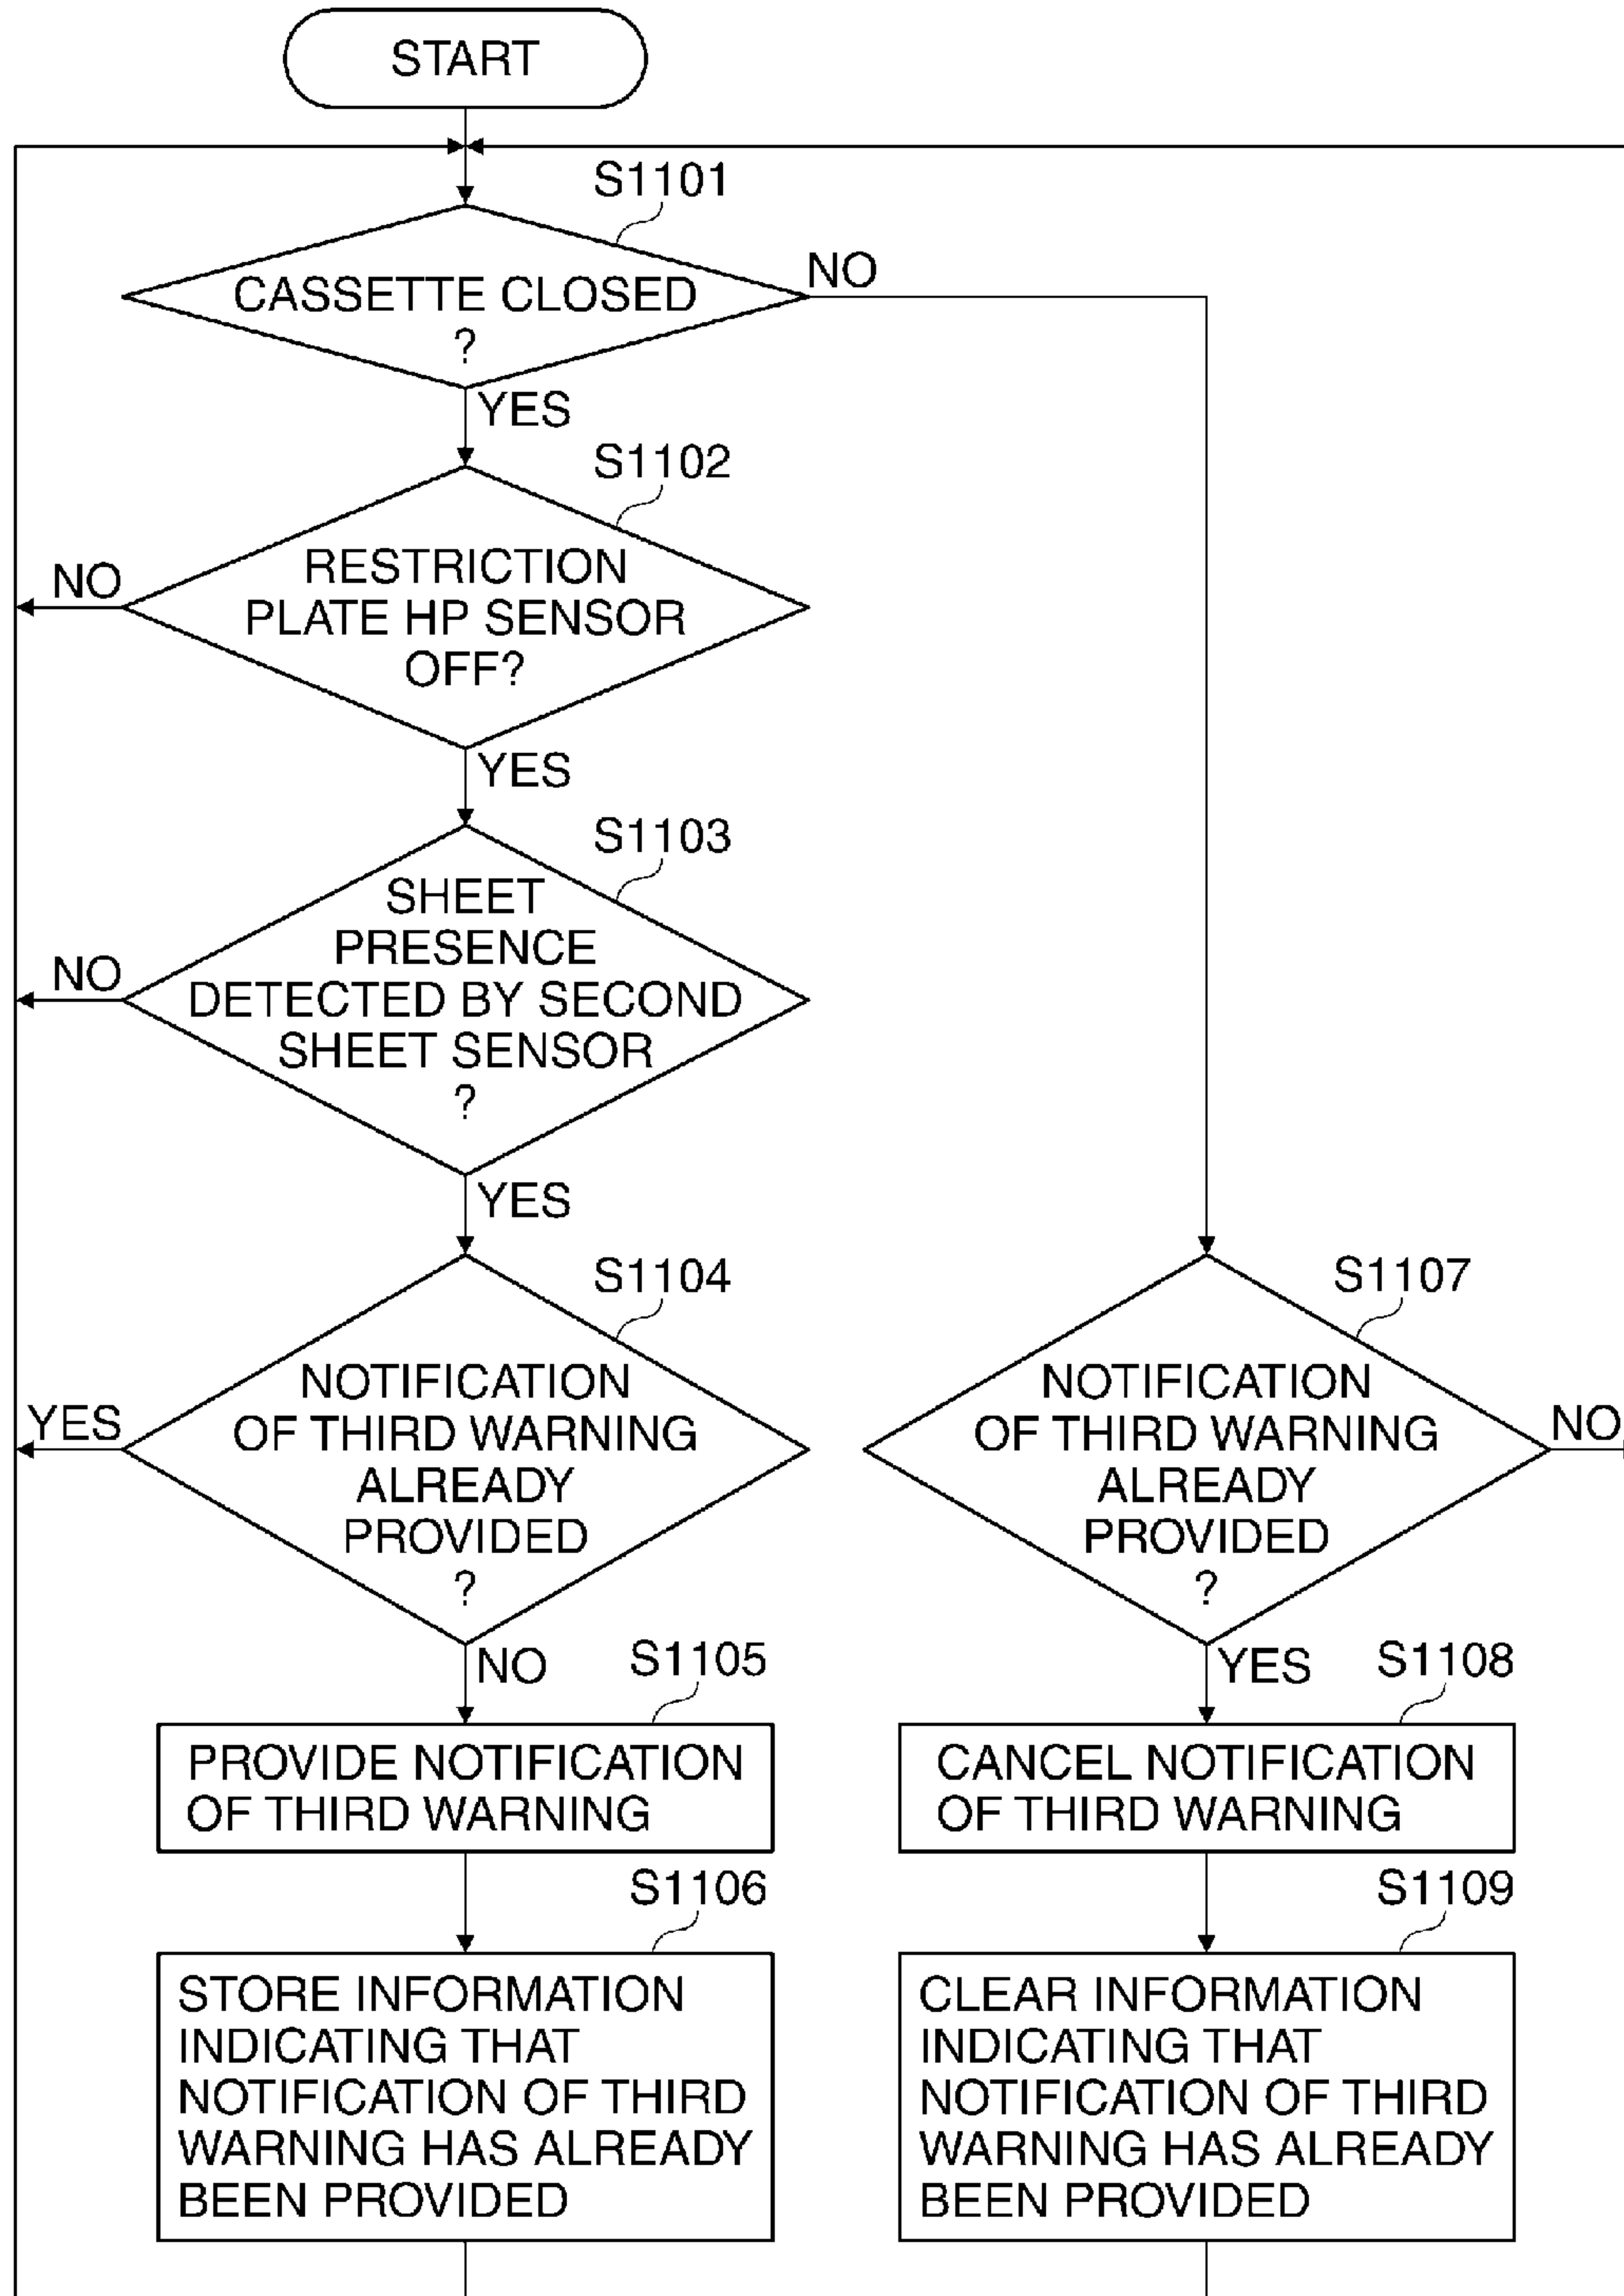 START
S1101
CASSETTE CLOSED
?
NO
YES
S1102
RESTRICTION
PLATE HP SENSOR
OFF?
NO
YES
S1103
SHEET
PRESENCE
DETECTED BY SECOND
SHEET SENSOR
?
NO
YES
S1104
NOTIFICATION
OF THIRD WARNING
ALREADY
PROVIDED
?
YES
NO
S1105
PROVIDE NOTIFICATION
OF THIRD WARNING
S1106
STORE INFORMATION
INDICATING THAT
NOTIFICATION OF THIRD
WARNING HAS ALREADY
BEEN PROVIDED
S1107
NOTIFICATION
OF THIRD WARNING
ALREADY
PROVIDED
?
NO
YES
S1108
CANCEL NOTIFICATION
OF THIRD WARNING
S1109
CLEAR INFORMATION
INDICATING THAT
NOTIFICATION OF THIRD
WARNING HAS ALREADY
BEEN PROVIDED